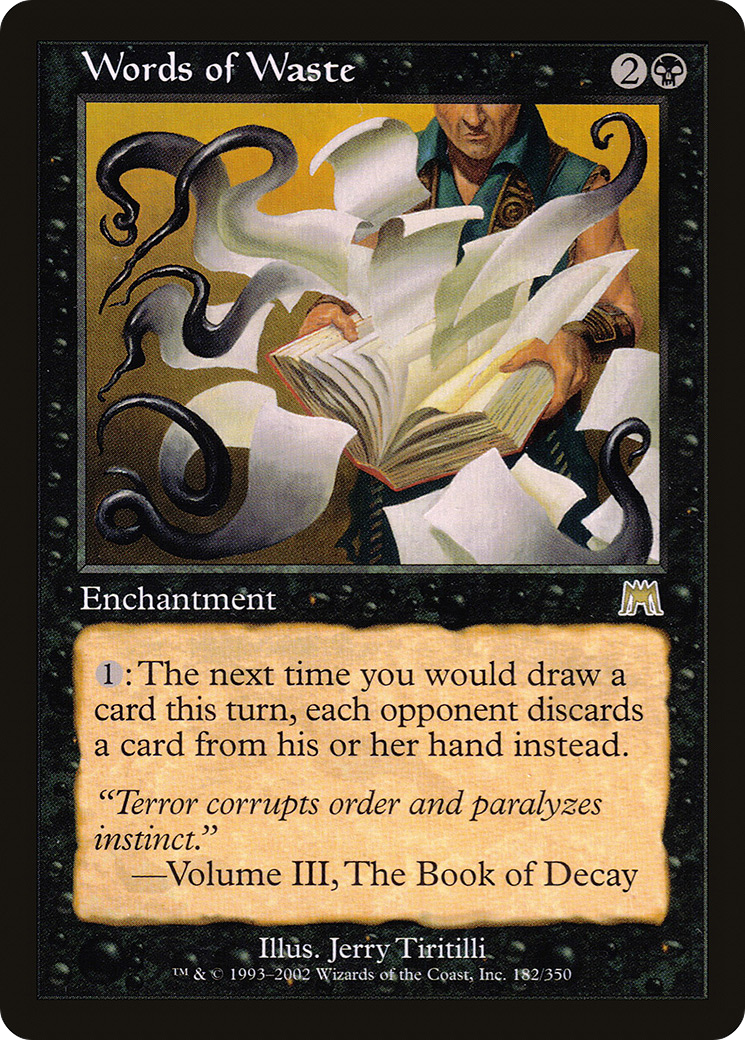 Words of Waste 2
Enchantment
1: The next time you would draw a
card this turn, each opponent discards
a card from his or her hand instead.
“Terror corrupts order and paralyzes
instinct.”
—Volume III, The Book of Decay
Illus. Jerry Tiritilli
™ & © 1993–2002 Wizards of the Coast, Inc. 182/350